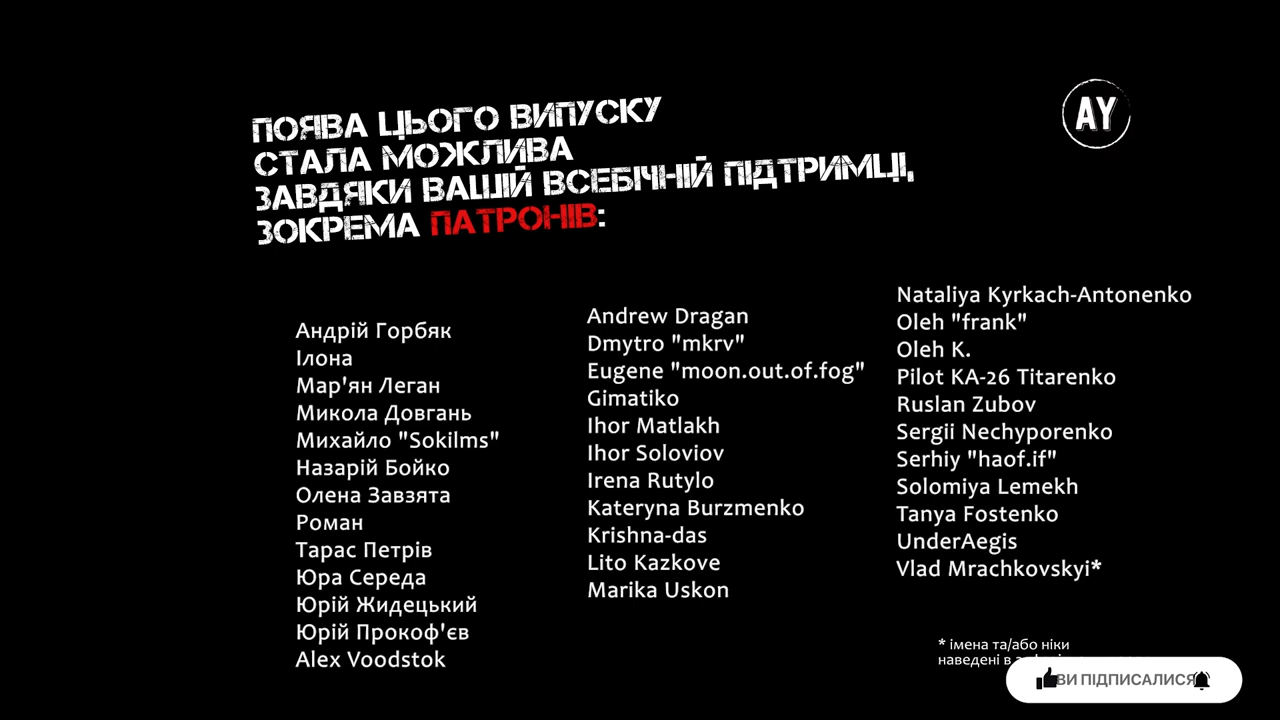 ПОЯВА ЦЬОГО ВИПУСКУ
СТАЛА МОЖЛИВА
ЗАВДЯКИ ВАШІЙ ВСЕБІЧНІЙ ПІДТРИМЦІ,
ЗОКРЕМА ПАТРОНІВ:
АУ
Андрій Горбяк
Ілона
Мар'ян Леган
Микола Довгань
Михайло "Sokilms"
Назарій Бойко
Олена Завзята
Роман
Тарас Петрів
Юра Середа
Юрій Жидецький
Юрій Прокоф'єв
Alex Voodstok
Andrew Dragan
Dmytro "mkrv"
Eugene "moon.out.of.fog"
Gimatiko
Ihor Matlakh
Ihor Soloviov
Irena Rutylo
Kateryna Burzmenko
Krishna-das
Lito Kazkove
Marika Uskon
Nataliya Kyrkach-Antonenko
Oleh "frank"
Oleh K.
Pilot KA-26 Titarenko
Ruslan Zubov
Sergii Nechyporenko
Serhiy "haof.if"
Solomiya Lemekh
Tanya Fostenko
UnderAegis
Vlad Mrachkovskyi*
* імена та/або ніки
наведені в
ВИ ПІДПИСАЛИСЯ